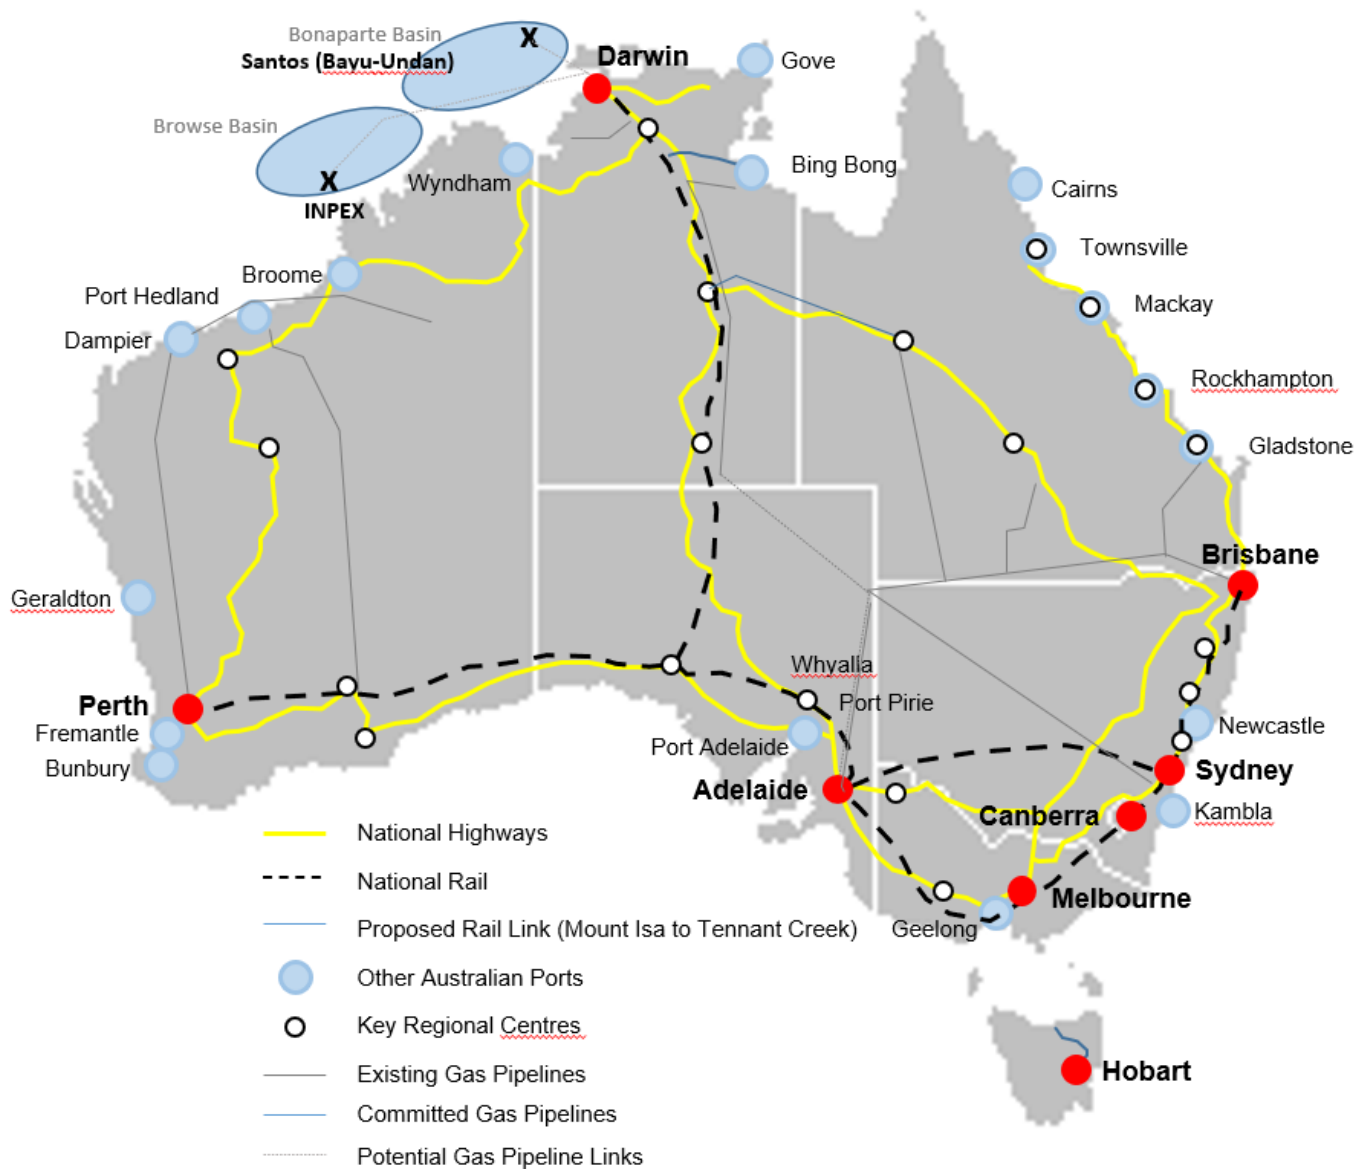 Bonaparte Basin
X
Darwin
Santos (Bayu-Undan)
Gove
Browse Basin
Bing Bong
X
Wyndham
Cairns
INPEX
Townsville
Broome
Port Hedland
Mackay
Dampier
Rockhampton
Gladstone
Brisbane
Geraldton
Whyalla
Perth
Port Pirie
Fremantle
Newcastle
Port Adelaide
Bunbury
Sydney
Adelaide
Canberra
Kambla
Melbourne
Geelong
National Highways
National Rail
Proposed Rail Link (Mount Isa to Tennant Creek)
Other Australian Ports
Key Regional Centres
Existing Gas Pipelines
Hobart
Committed Gas Pipelines
Potential Gas Pipeline Links